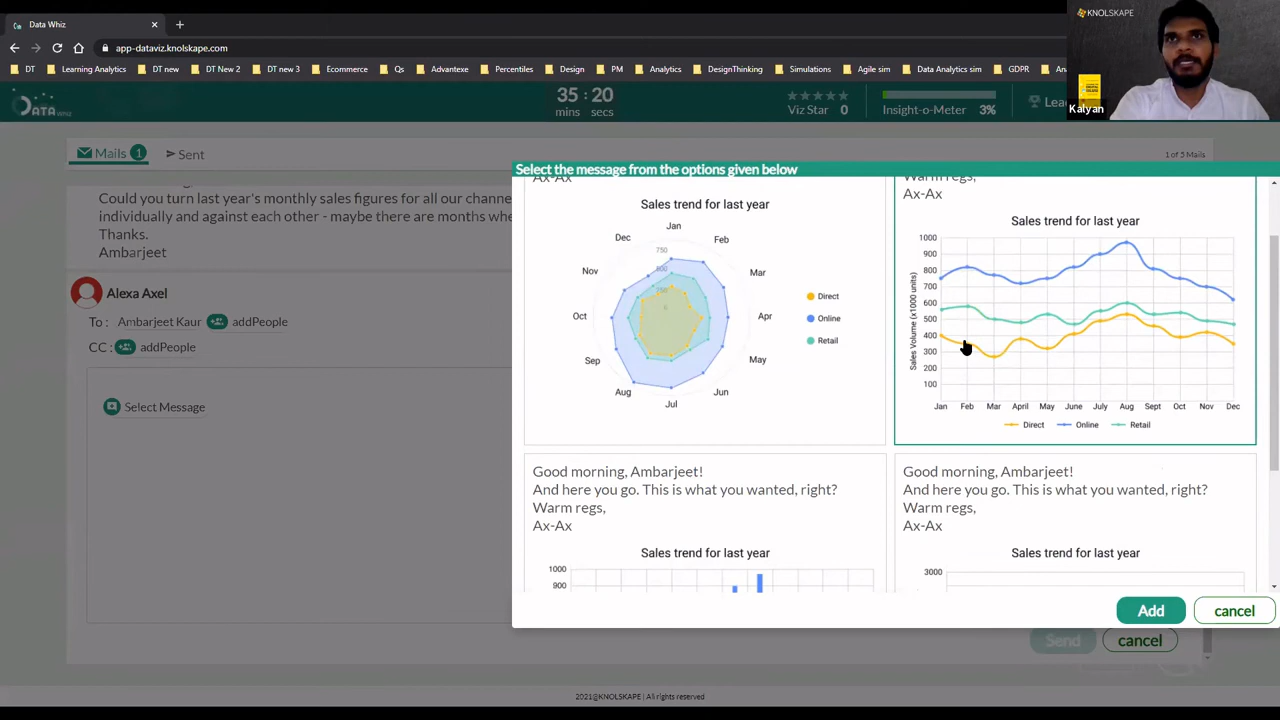 Data Whiz
app-dataviz.knolskape.com
DT
Learning Analytics
DT new
DT New 2
DT new 3
Ecommerce
Qs
Advantexe
Percentiles
Design
PM
Analytics
DesignThinking
Simulations
Agile sim
Data Analytics sim
GDPR
KNOLSKAPE
Kalyan
DATA WHIZ
35 : 20
mins secs
Viz Star 0
Insight-o-Meter 3%
Mails 1
Sent
1 of 5 Mails
Could you turn last year's monthly sales figures for all our channe
individually and against each other - maybe there are months whe
Thanks.
Ambarjeet
Alexa Axel
To : Ambarjeet Kaur addPeople
CC : addPeople
Select Message
Send
cancel
Select the message from the options given below
Ax-Ax
Sales trend for last year
Jan
Feb
Mar
Apr
May
Jun
Jul
Aug
Sep
Oct
Nov
Dec
750
Direct
Online
Retail
Warm regs,
Ax-Ax
Sales trend for last year
Sales Volume (x1000 units)
1000
900
800
700
600
500
400
300
200
100
Jan Feb Mar April May June July Aug Sept Oct Nov Dec
Direct Online Retail
Good morning, Ambarjeet!
And here you go. This is what you wanted, right?
Warm regs,
Ax-Ax
Sales trend for last year
1000
900
Good morning, Ambarjeet!
And here you go. This is what you wanted, right?
Warm regs,
Ax-Ax
Sales trend for last year
3000
Add
cancel
2021@KNOLSKAPE | All rights reserved